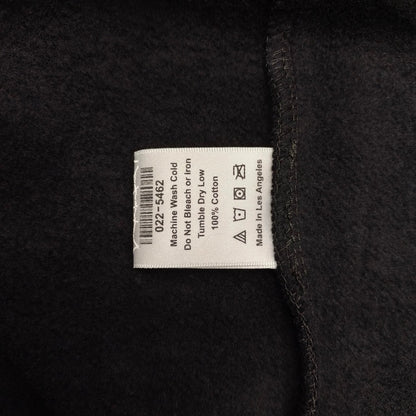 022-5462
Machine Wash Cold
Do Not Bleach or Iron
Tumble Dry Low
100% Cotton
Made In Los Angeles